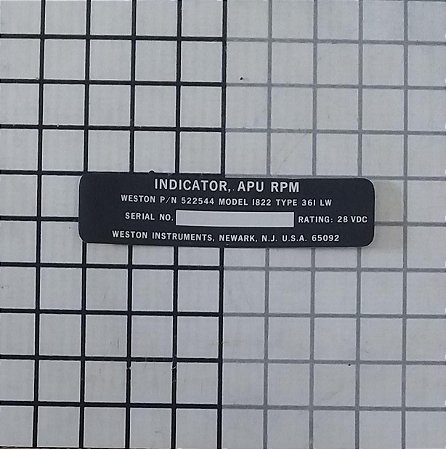 INDICATOR, APU RPM
WESTON P/N 522544 MODEL 1822 TYPE 361 LW
SERIAL NO. RATING: 28 VDC
WESTON INSTRUMENTS, NEWARK, N.J. U.S.A. 65092